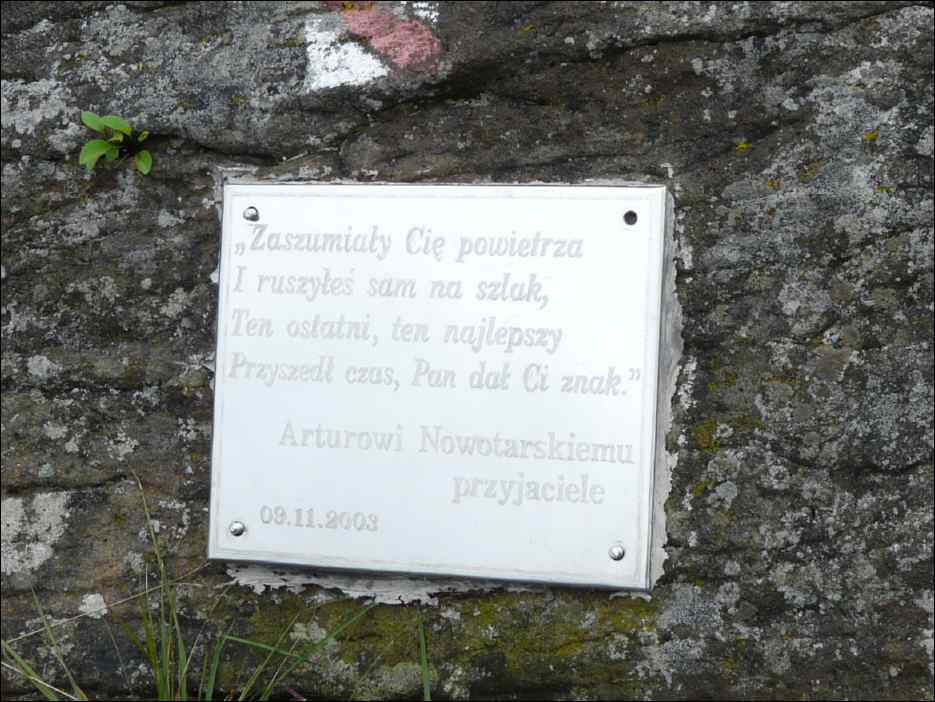 „Zaszumiały Cię powietrza
I ruszyłeś sam na szlak,
Ten ostatni, ten najlepszy
Przyszedł czas, Pan dał Ci znak.”
Arturowi Nowotarskiemu
przyjaciele
09.11.2003